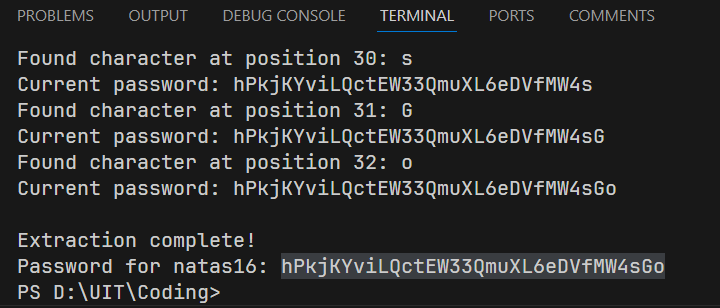 PROBLEMS OUTPUT DEBUG CONSOLE TERMINAL PORTS COMMENTS
Found character at position 30: s
Current password: hPkjKYviLQctEW33QmuXL6eDVfMW4s
Found character at position 31: G
Current password: hPkjKYviLQctEW33QmuXL6eDVfMW4sG
Found character at position 32: o
Current password: hPkjKYviLQctEW33QmuXL6eDVfMW4sGo
Extraction complete!
Password for natas16: hPkjKYviLQctEW33QmuXL6eDVfMW4sGo
PS D:\UIT\Coding>